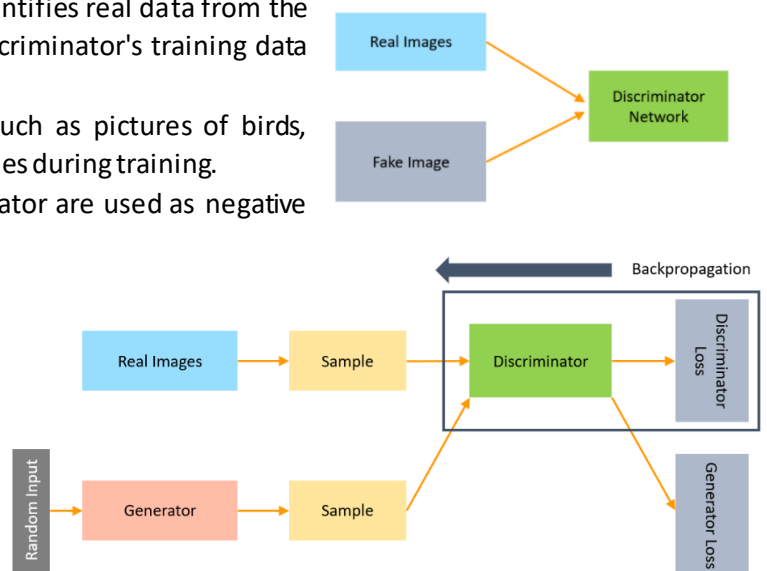 ntifies real data from the
criminator's training data
uch as pictures of birds,
es during training.
ator are used as negative
Real Images
Fake Image
Discriminator
Network
Backpropagation
Real Images
Sample
Discriminator
Discriminator
Loss
Random Input
Generator
Sample
Generator Loss